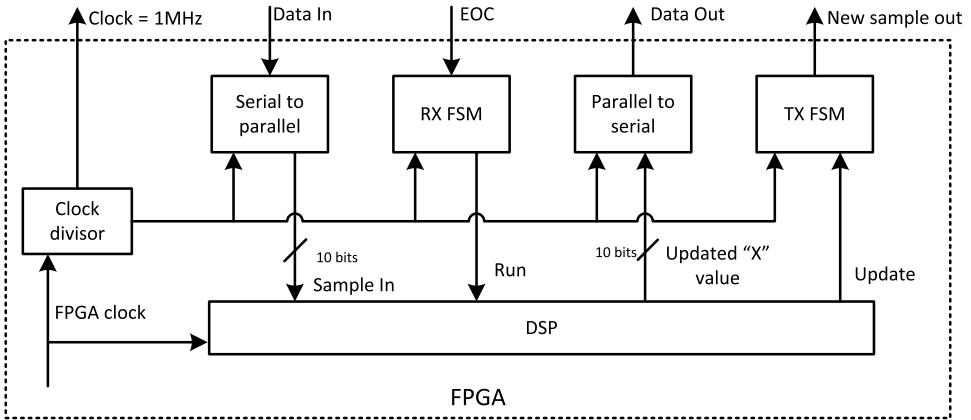 Clock = 1MHz
Data In
EOC
Data Out
New sample out
Serial to
parallel
RX FSM
Parallel to
serial
TX FSM
Clock
divisor
10 bits
Sample In
Run
10 bits
Updated “X”
value
Update
FPGA clock
DSP
FPGA